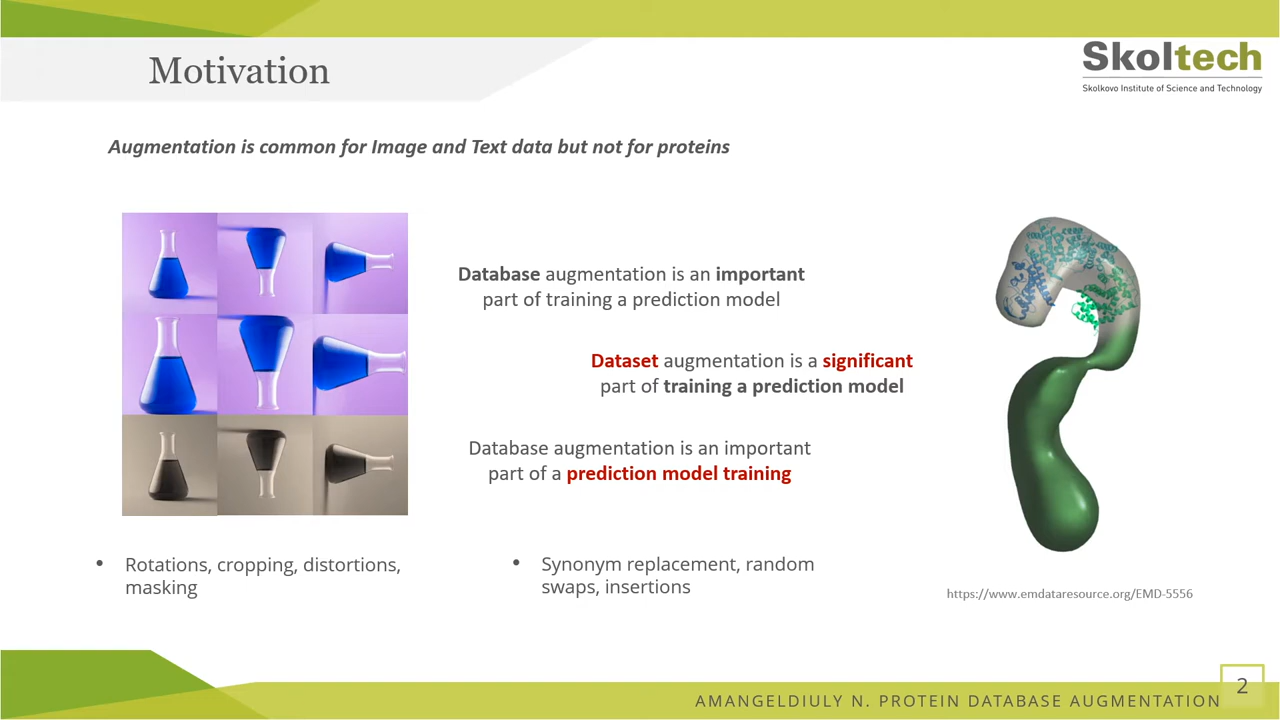 Motivation
Skoltech
Skolkovo Institute of Science and Technology
Augmentation is common for Image and Text data but not for proteins
Database augmentation is an important
part of training a prediction model
Dataset augmentation is a significant
part of training a prediction model
Database augmentation is an important
part of a prediction model training
• Rotations, cropping, distortions,
masking
• Synonym replacement, random
swaps, insertions
https://www.emdataresource.org/EMD-5556
AMANGELDIULY N. PROTEIN DATABASE AUGMENTATION
2